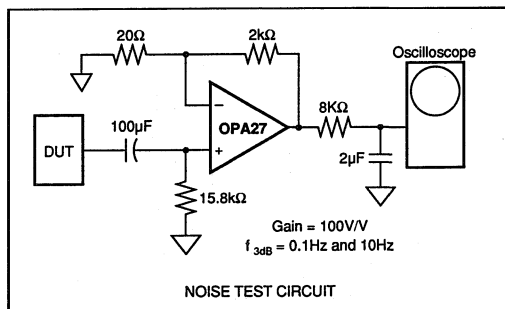 20Ω
2kΩ
Oscilloscope
−
OPA27
+
8KΩ
100µF
DUT
2µF
15.8kΩ
Gain = 100V/V
f 3dB = 0.1Hz and 10Hz
NOISE TEST CIRCUIT